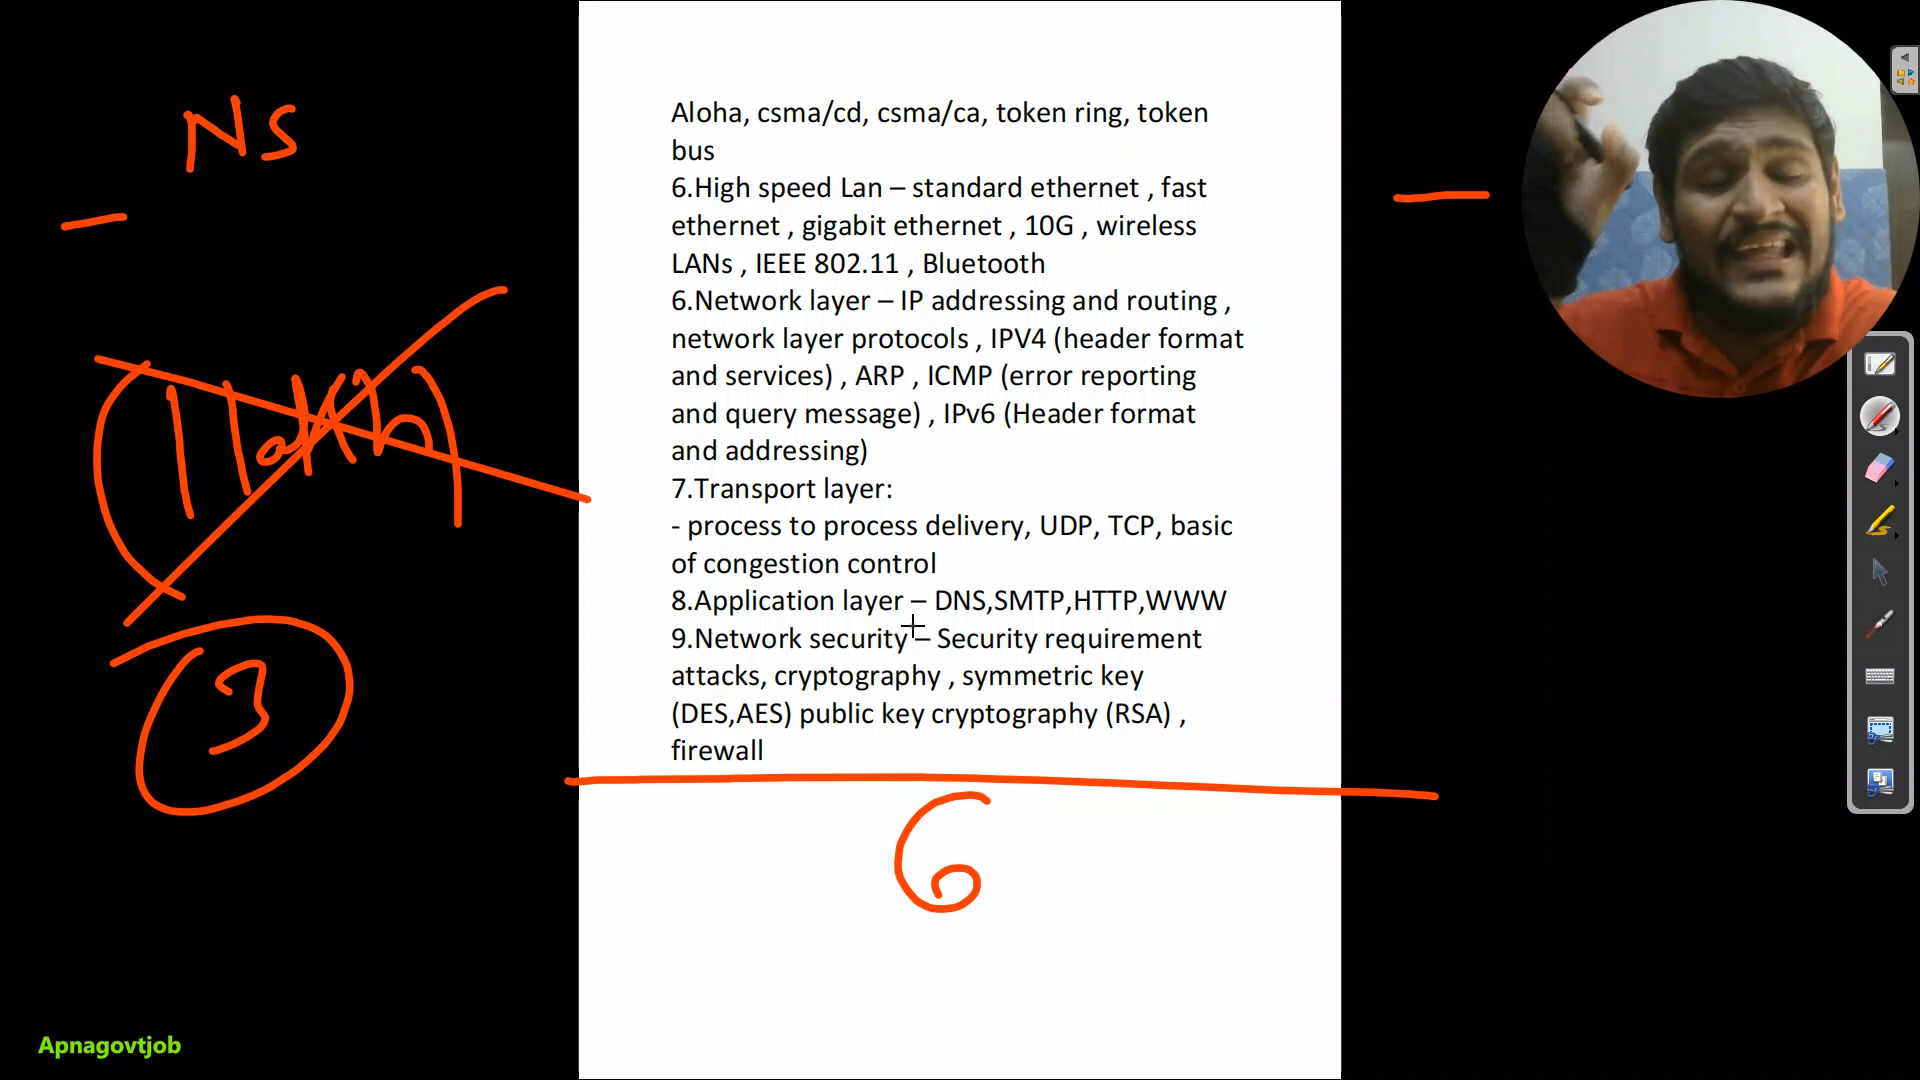 NS
Aloha, csma/cd, csma/ca, token ring, token
bus
6.High speed Lan – standard ethernet , fast
ethernet , gigabit ethernet , 10G , wireless
LANs , IEEE 802.11 , Bluetooth
6.Network layer – IP addressing and routing ,
network layer protocols , IPV4 (header format
and services) , ARP , ICMP (error reporting
and query message) , IPv6 (Header format
and addressing)
7.Transport layer:
- process to process delivery, UDP, TCP, basic
of congestion control
8.Application layer – DNS,SMTP,HTTP,WWW
9.Network security – Security requirement
attacks, cryptography , symmetric key
(DES,AES) public key cryptography (RSA) ,
firewall
(1 lakh)
3
6
Apnagovtjob